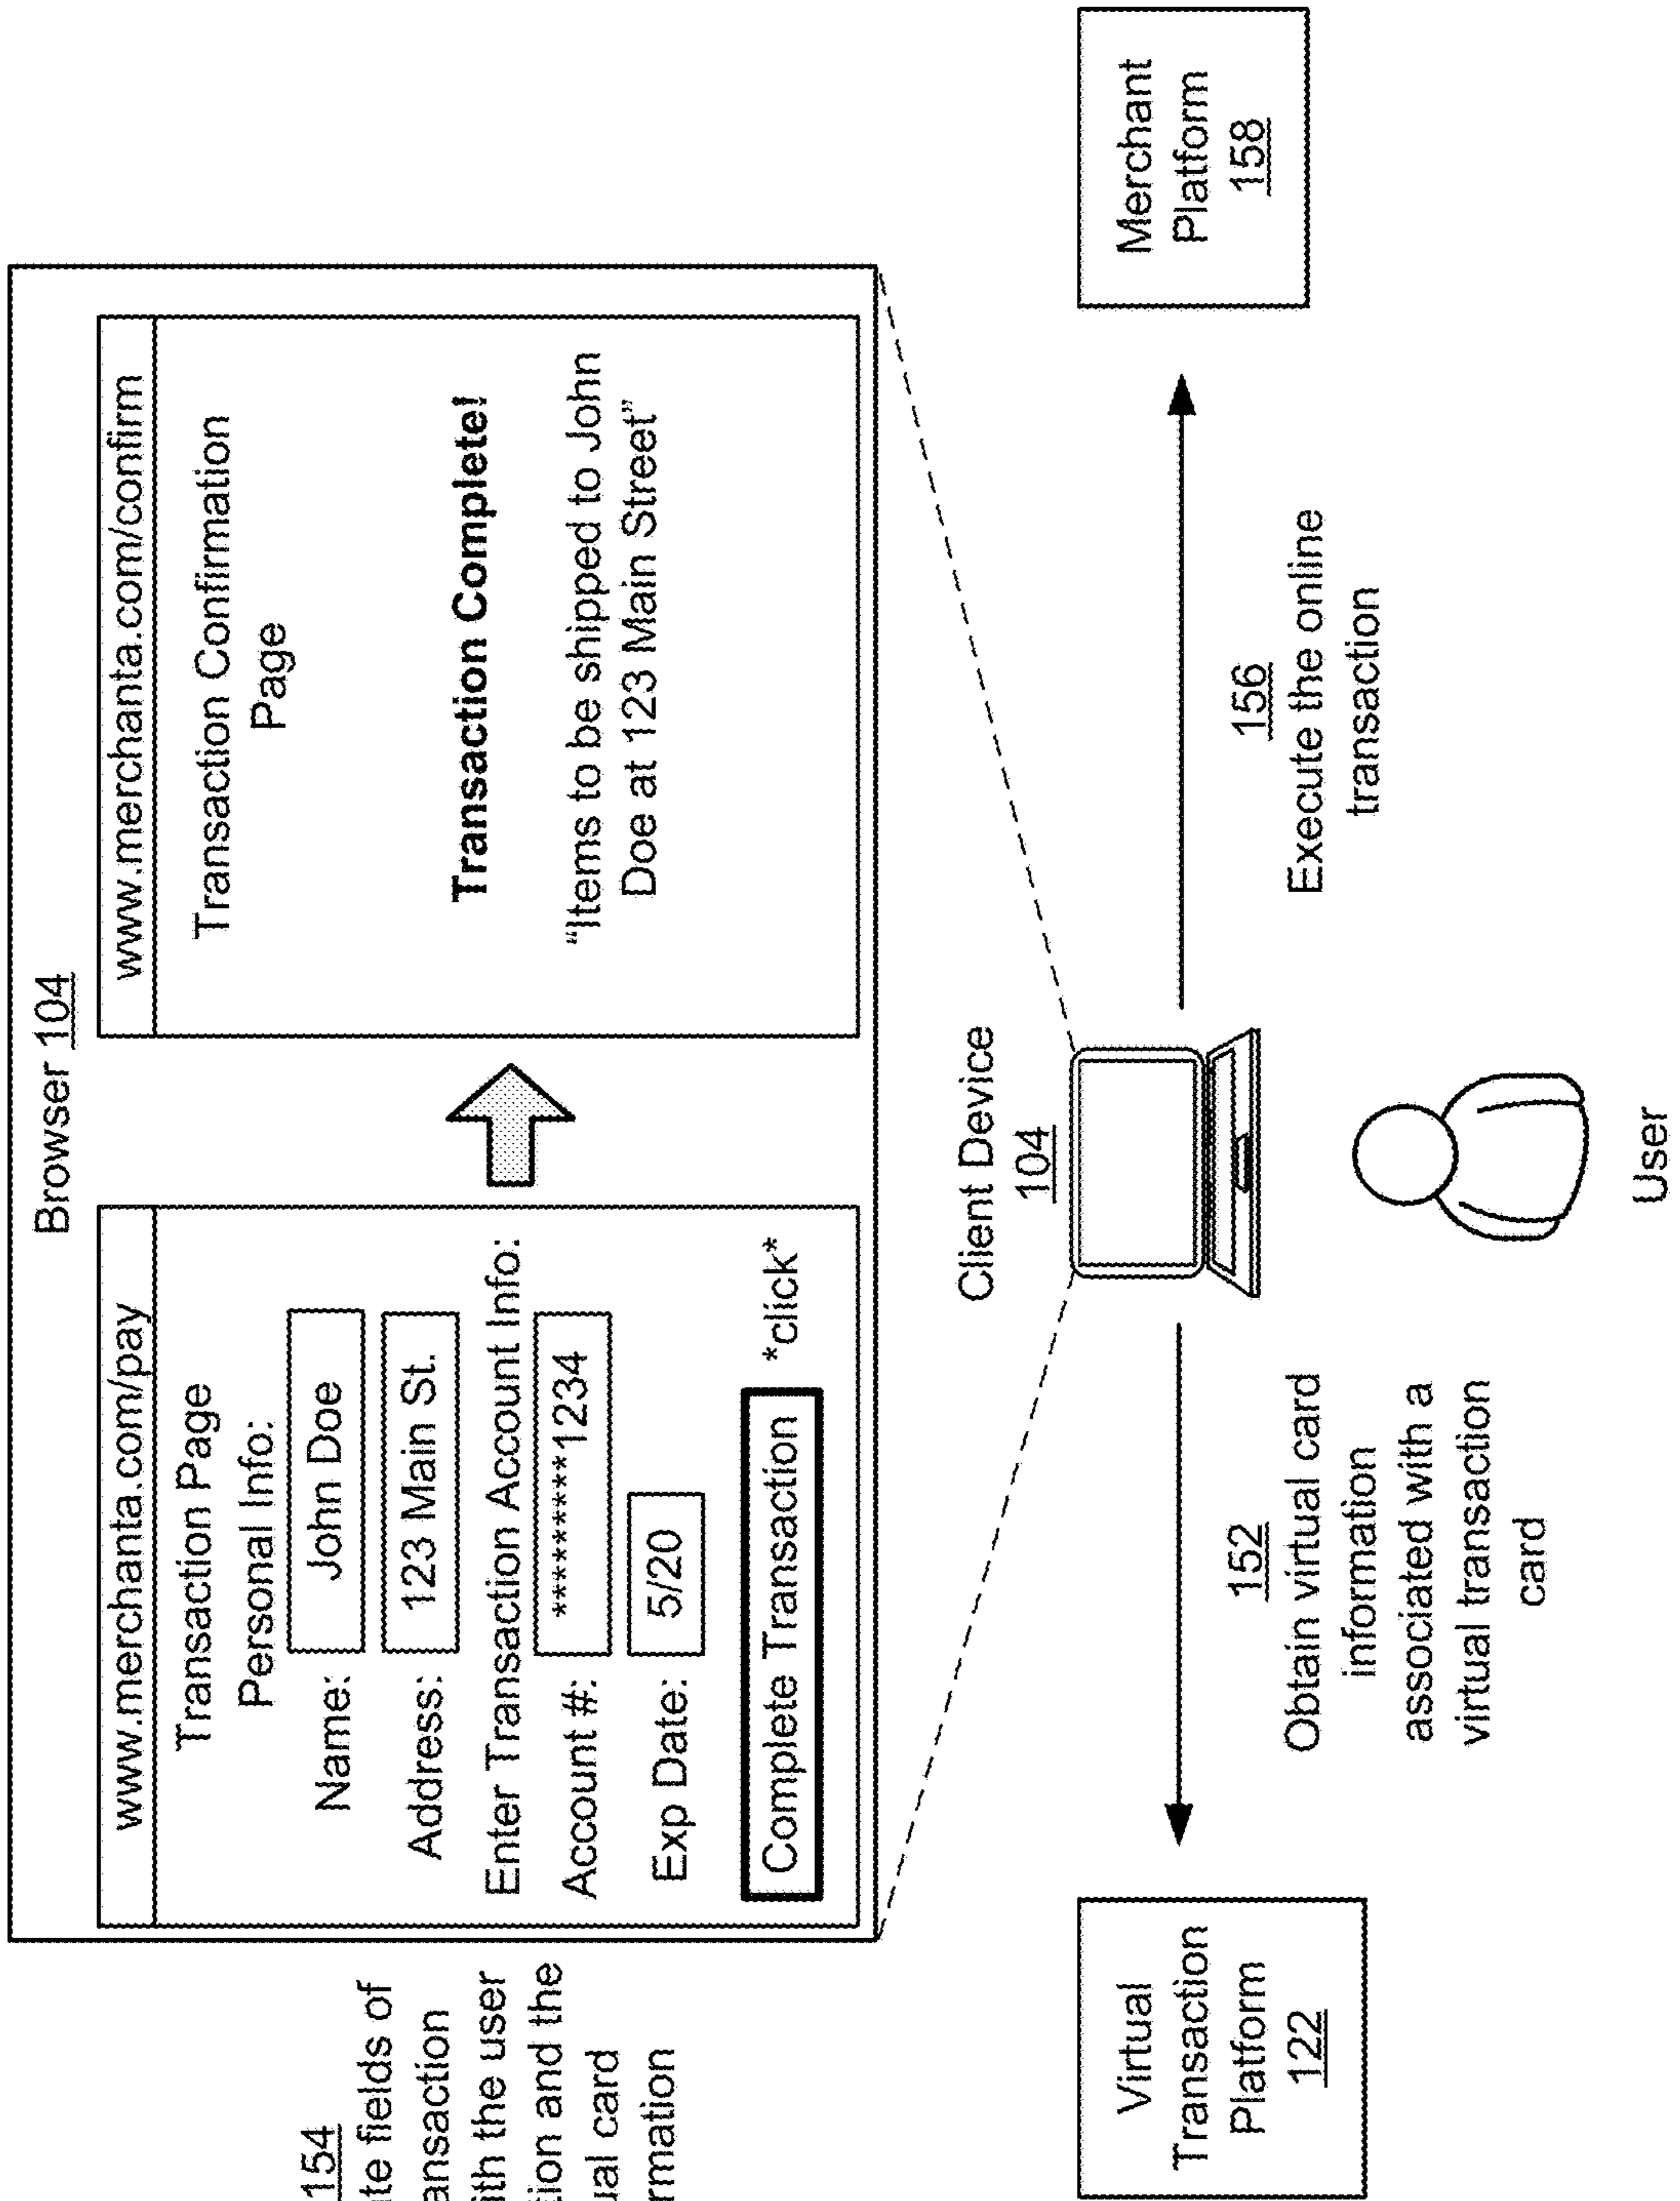 Browser 104
www.merchanta.com/pay
Transaction Page
Personal Info:
Name: John Doe
Address: 123 Main St.
Enter Transaction Account Info:
Account #: *********1234
Exp Date: 5/20
Complete Transaction *click*
www.merchanta.com/confirm
Transaction Confirmation
Page
Transaction Complete!
“Items to be shipped to John
Doe at 123 Main Street”
154
fields of
ansaction
ith the user
tion and the
ual card
rmation
Client Device
104
Virtual
Transaction
Platform
122
152
Obtain virtual card
information
associated with a
virtual transaction
card
User
156
Execute the online
transaction
Merchant
Platform
158